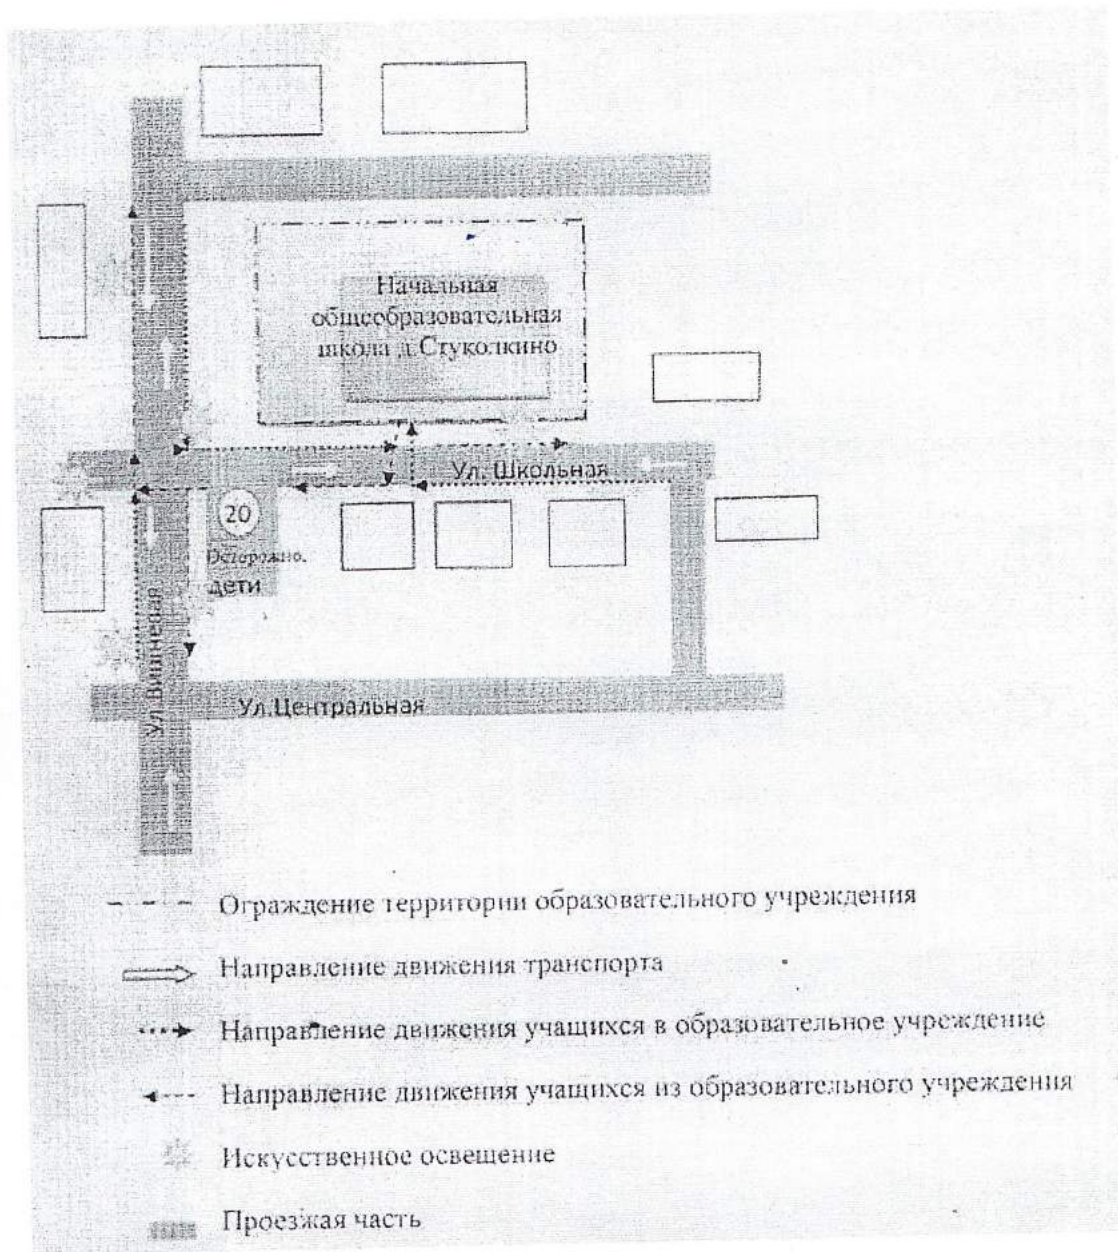 Начальная
общеобразовательная
школа д.Стуколкино
Ул. Школьная
20
Осторожно,
дети
Ул.Вишневая
Ул.Центральная
Ограждение территории образовательного учреждения
Направление движения транспорта
Направление движения учащихся в образовательное учреждение
Направление движения учащихся из образовательного учреждения
Искусственное освещение
Проезжая часть